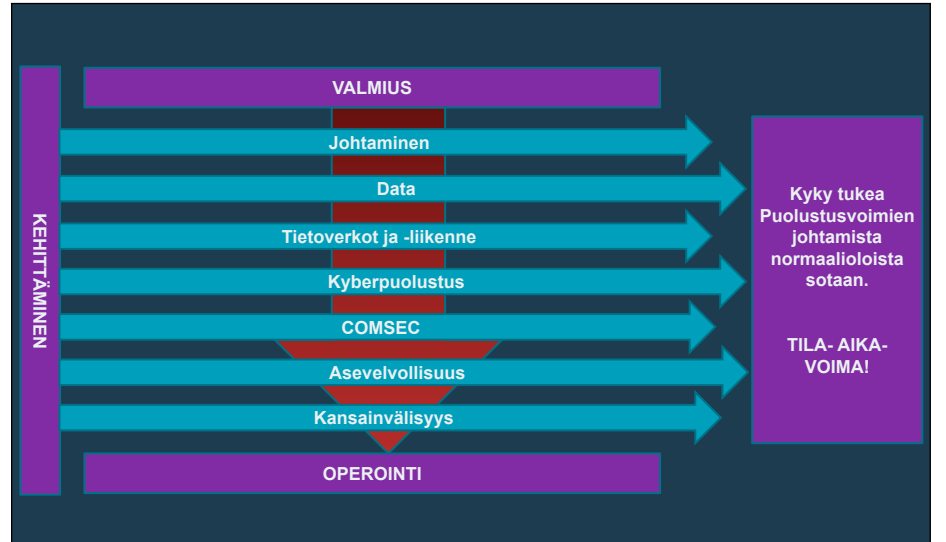 VALMIUS
KEHITTÄMINEN
Johtaminen
Data
Tietoverkot ja -liikenne
Kyberpuolustus
COMSEC
Asevelvollisuus
Kansainvälisyys
OPEROINTI
Kyky tukea
Puolustusvoimien
johtamista
normaalioloista
sotaan.
TILA- AIKA-
VOIMA!